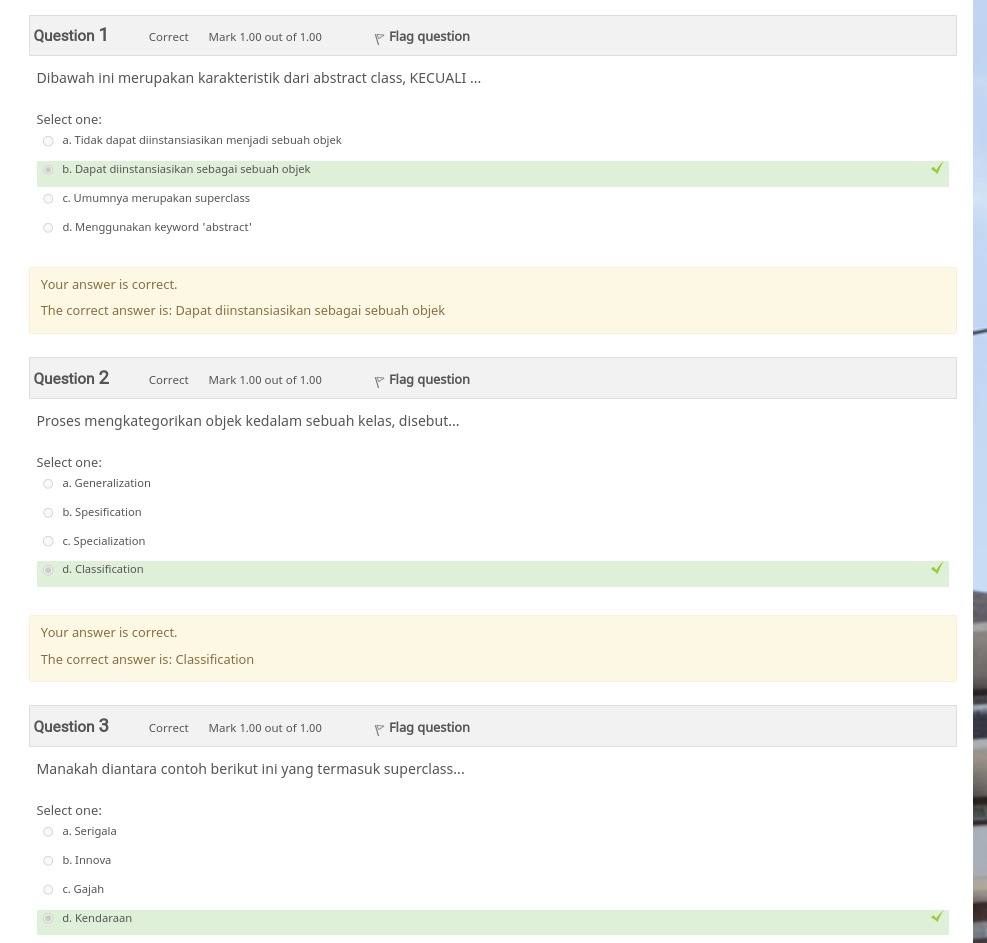 Question 1 Correct Mark 1.00 out of 1.00 Flag question
Dibawah ini merupakan karakteristik dari abstract class, KECUALI ...
Select one:
a. Tidak dapat diinstansiasikan menjadi sebuah objek
b. Dapat diinstansiasikan sebagai sebuah objek
c. Umumnya merupakan superclass
d. Menggunakan keyword 'abstract'
Your answer is correct.
The correct answer is: Dapat diinstansiasikan sebagai sebuah objek
Question 2 Correct Mark 1.00 out of 1.00 Flag question
Proses mengkategorikan objek kedalam sebuah kelas, disebut...
Select one:
a. Generalization
b. Spesification
c. Specialization
d. Classification
Your answer is correct.
The correct answer is: Classification
Question 3 Correct Mark 1.00 out of 1.00 Flag question
Manakah diantara contoh berikut ini yang termasuk superclass...
Select one:
a. Serigala
b. Innova
c. Gajah
d. Kendaraan